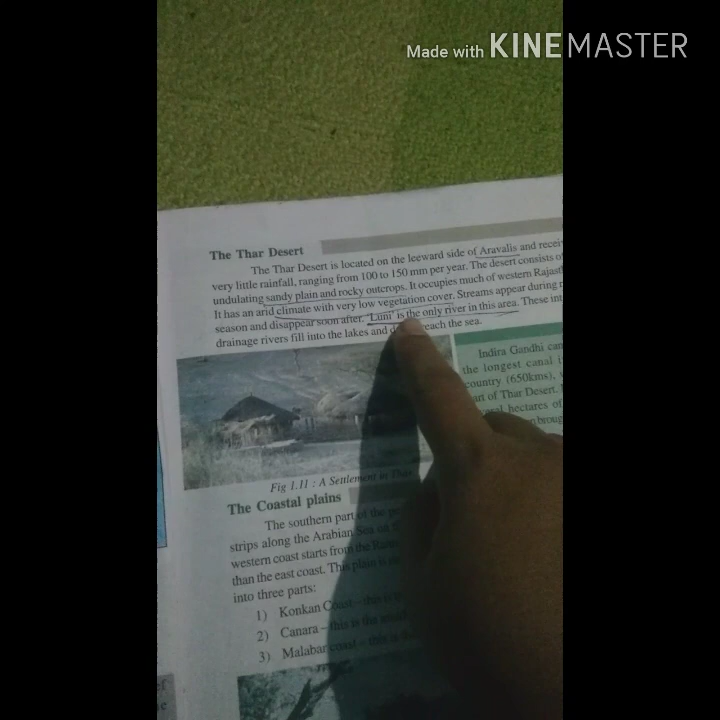 Made with KINEMASTER
The Thar Desert
The Thar Desert is located on the leeward side of Aravalis and
very little rainfall, ranging from 100 to 150 mm per year. The desert consists
undulating sandy plain and rocky outcrops. It occupies much of western
It has an arid climate with very low vegetation cover. Streams appear during
season and disappear soon after. 'Luni' is the only river in this area. These
drainage rivers fill into the lakes and reach the sea.
Indira Gandhi
the longest canal
country (650kms),
of Thar Desert.
hectares of
Fig 1.11 : A Settlement in Thar
The Coastal plains
The southern part of the
strips along the Arabian Sea on
western coast starts from the
than the east coast. This plain is
into three parts:
1) Konkan Coast – this is
2) Canara – this is the
3) Malabar coast – this is